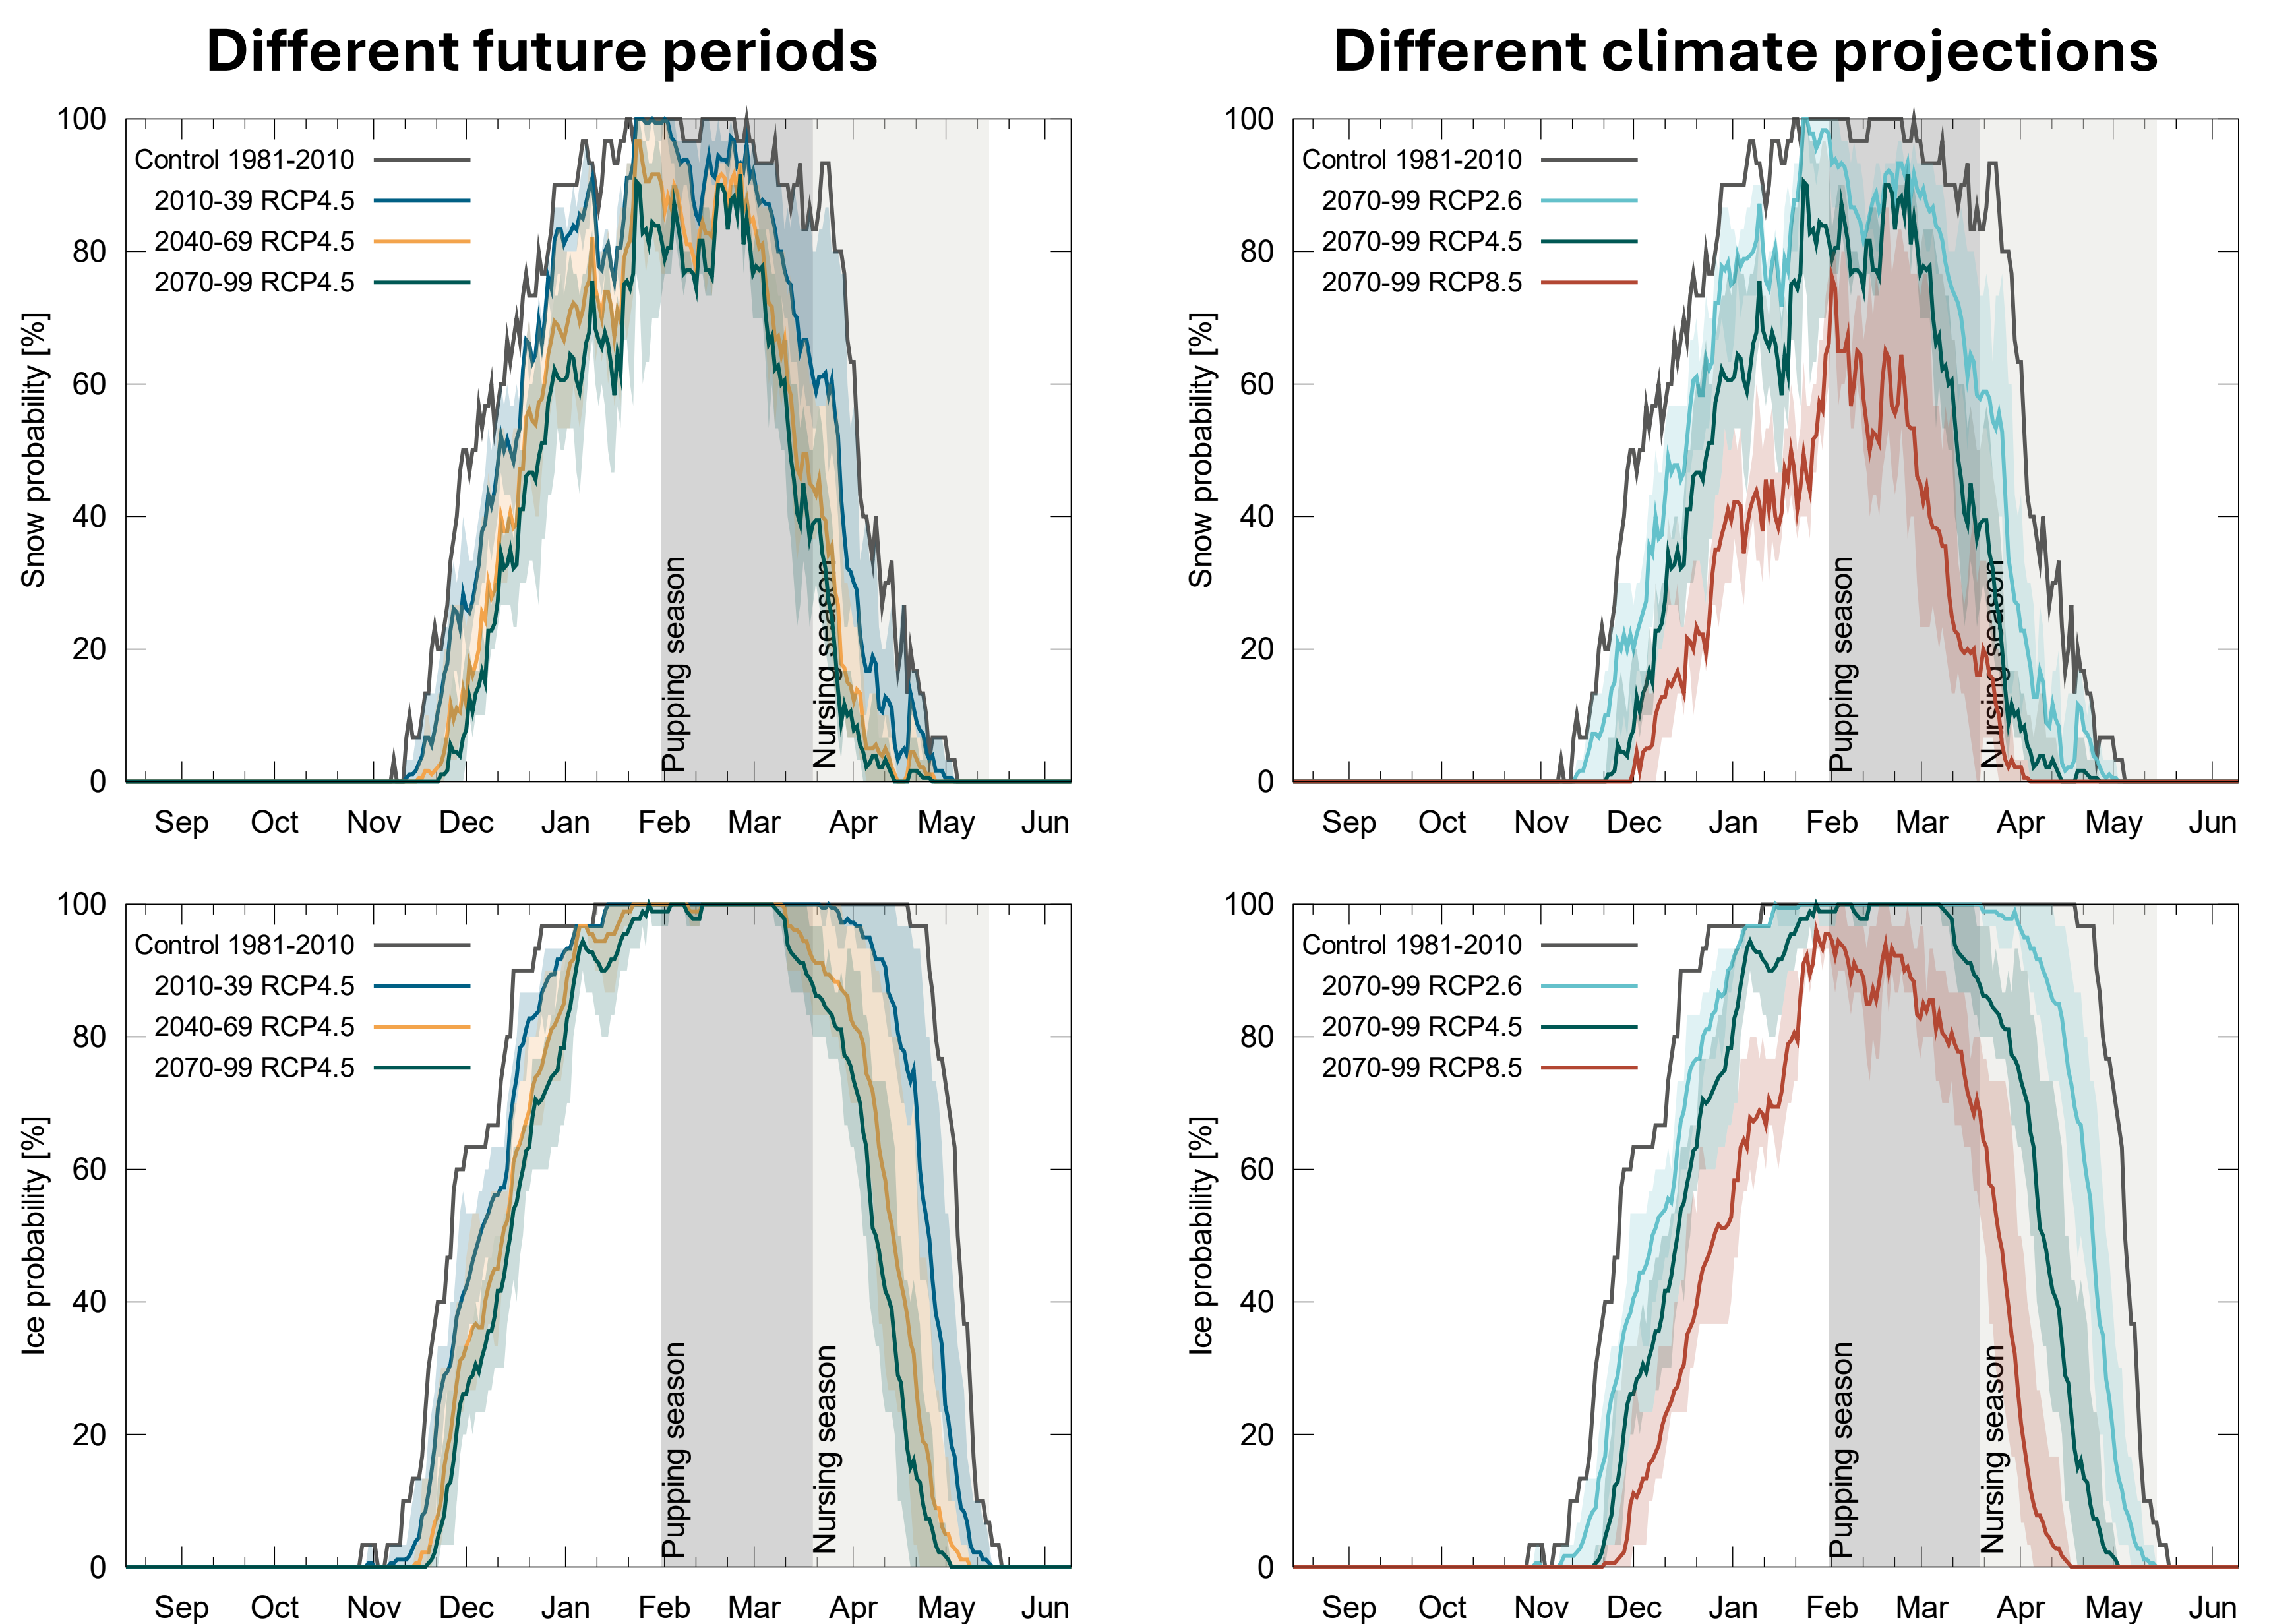 Different future periods
Different climate projections
Snow probability [%]
100
80
60
40
20
0
Control 1981-2010
2010-39 RCP4.5
2040-69 RCP4.5
2070-99 RCP4.5
Pupping season
Nursing season
Sep Oct Nov Dec Jan Feb Mar Apr May Jun
Snow probability [%]
100
80
60
40
20
0
Control 1981-2010
2070-99 RCP2.6
2070-99 RCP4.5
2070-99 RCP8.5
Pupping season
Nursing season
Sep Oct Nov Dec Jan Feb Mar Apr May Jun
Ice probability [%]
100
80
60
40
20
0
Control 1981-2010
2010-39 RCP4.5
2040-69 RCP4.5
2070-99 RCP4.5
Pupping season
Nursing season
Sep Oct Nov Dec Jan Feb Mar Apr May Jun
Ice probability [%]
100
80
60
40
20
0
Control 1981-2010
2070-99 RCP2.6
2070-99 RCP4.5
2070-99 RCP8.5
Pupping season
Nursing season
Sep Oct Nov Dec Jan Feb Mar Apr May Jun